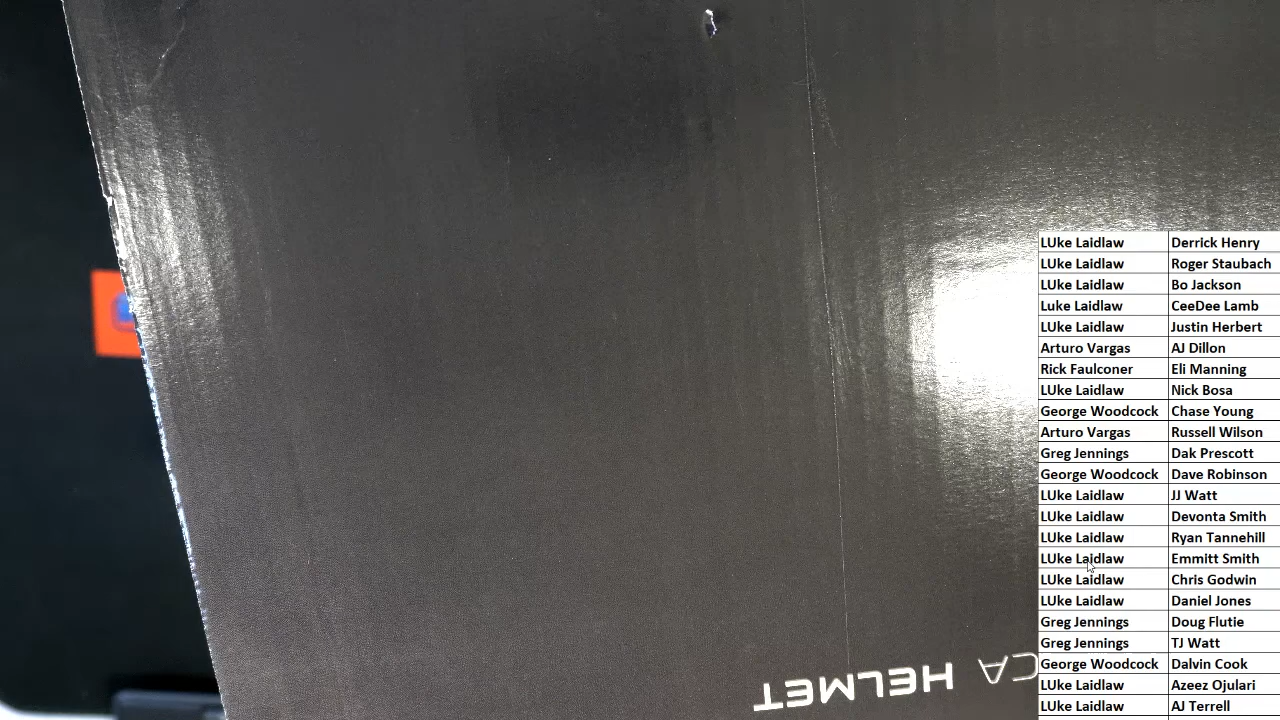 LUke Laidlaw Derrick Henry
LUke Laidlaw Roger Staubach
LUke Laidlaw Bo Jackson
Luke Laidlaw CeeDee Lamb
LUke Laidlaw Justin Herbert
Arturo Vargas AJ Dillon
Rick Faulconer Eli Manning
LUke Laidlaw Nick Bosa
George Woodcock Chase Young
Arturo Vargas Russell Wilson
Greg Jennings Dak Prescott
George Woodcock Dave Robinson
LUke Laidlaw JJ Watt
LUke Laidlaw Devonta Smith
LUke Laidlaw Ryan Tannehill
LUke Laidlaw Emmitt Smith
LUke Laidlaw Chris Godwin
LUke Laidlaw Daniel Jones
Greg Jennings Doug Flutie
Greg Jennings TJ Watt
George Woodcock Dalvin Cook
LUke Laidlaw Azeez Ojulari
LUke Laidlaw AJ Terrell
HELMET